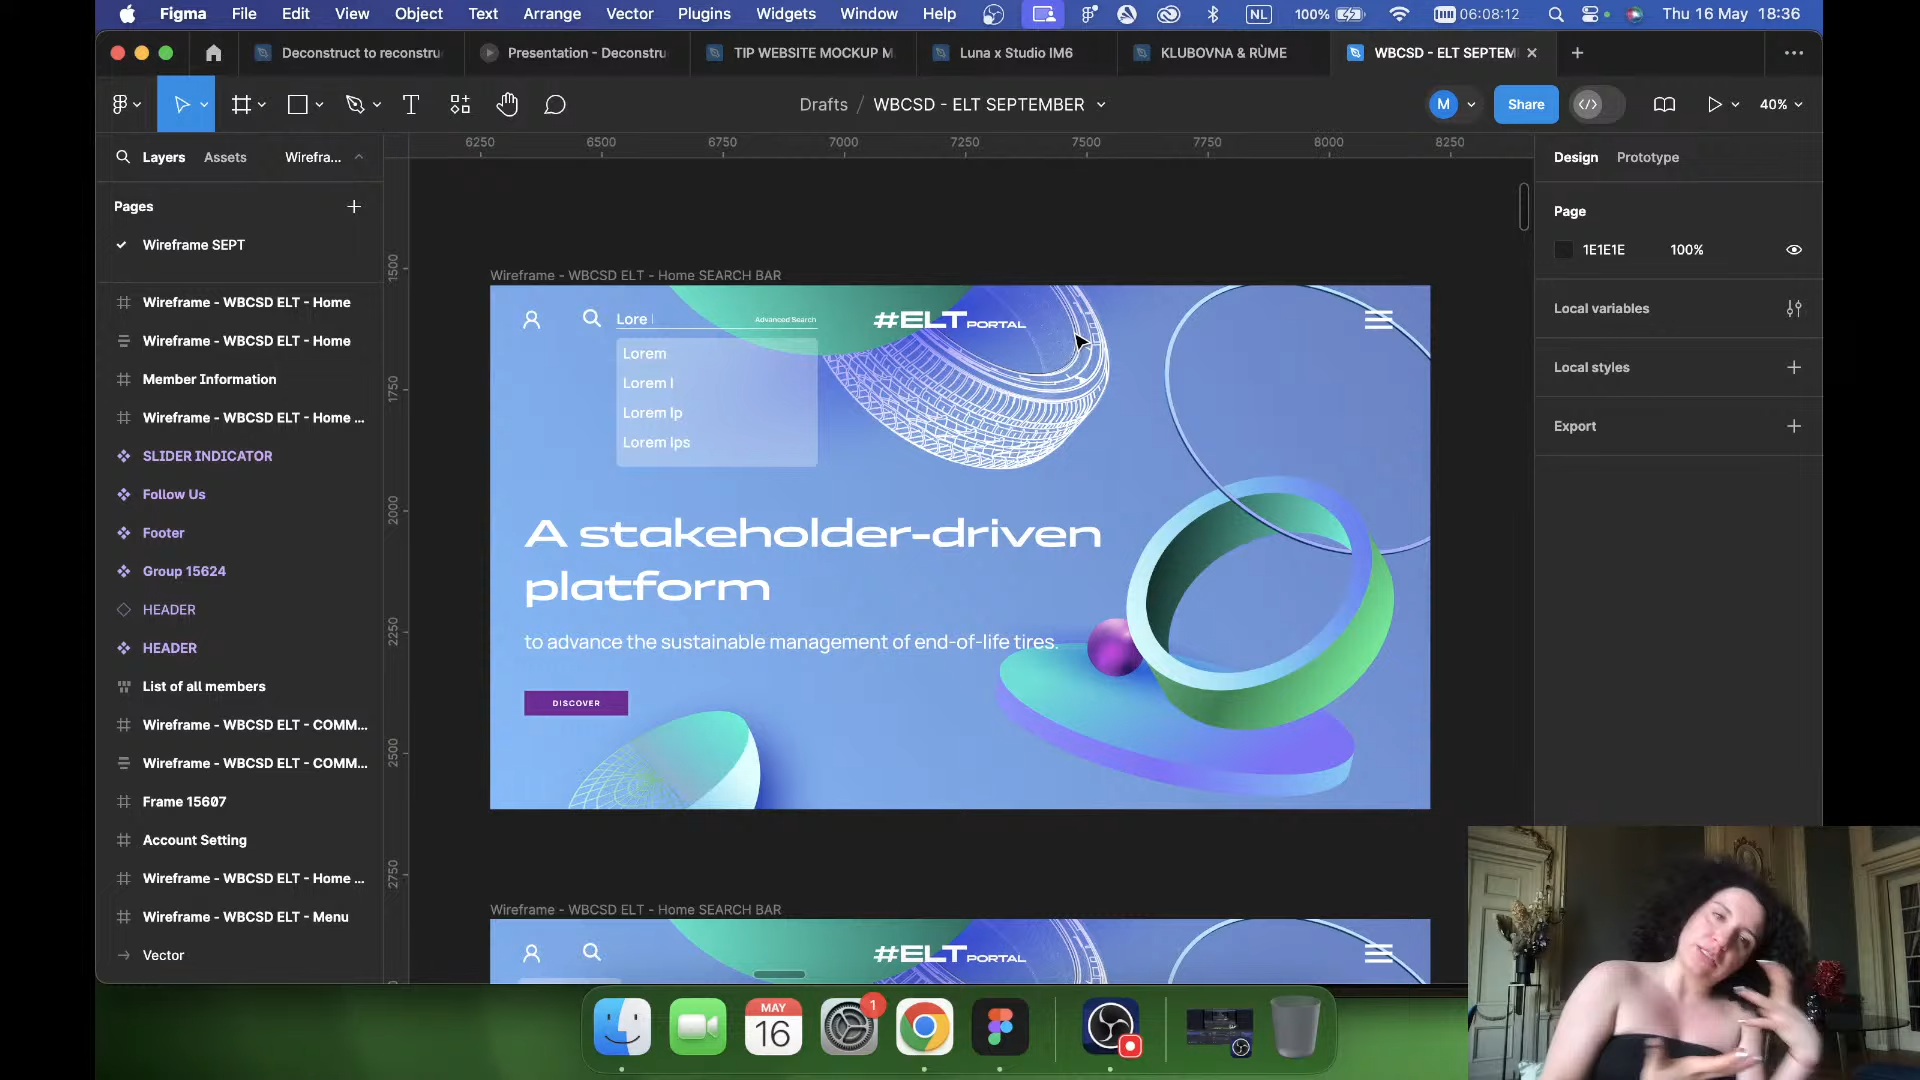 Figma File Edit View Object Text Arrange Vector Plugins Widgets Window Help NL 100% 06:08:12 Thu 16 May 18:36
Deconstruct to reconstru
Presentation - Deconstru
TIP WEBSITE MOCKUP M
Luna x Studio IM6
KLUBOVNA & RÙME
WBCSD - ELT SEPTEM
Drafts / WBCSD - ELT SEPTEMBER
M
Share
40%
Layers Assets Wirefra...
6250 6500 6750 7000 7250 7500 7750 8000 8250
Design Prototype
Pages
Wireframe SEPT
Wireframe - WBCSD ELT - Home
Wireframe - WBCSD ELT - Home
Member Information
Wireframe - WBCSD ELT - Home ...
SLIDER INDICATOR
Follow Us
Footer
Group 15624
HEADER
HEADER
List of all members
Wireframe - WBCSD ELT - COMM...
Wireframe - WBCSD ELT - COMM...
Frame 15607
Account Setting
Wireframe - WBCSD ELT - Home ...
Wireframe - WBCSD ELT - Menu
Vector
1500
1750
2000
2250
2500
2750
Wireframe - WBCSD ELT - Home SEARCH BAR
Lore
Advanced Search
#ELT PORTAL
Lorem
Lorem I
Lorem Ip
Lorem Ips
A stakeholder-driven
platform
to advance the sustainable management of end-of-life tires.
DISCOVER
Wireframe - WBCSD ELT - Home SEARCH BAR
#ELT PORTAL
Page
1E1E1E 100%
Local variables
Local styles
Export
MAY
16
1